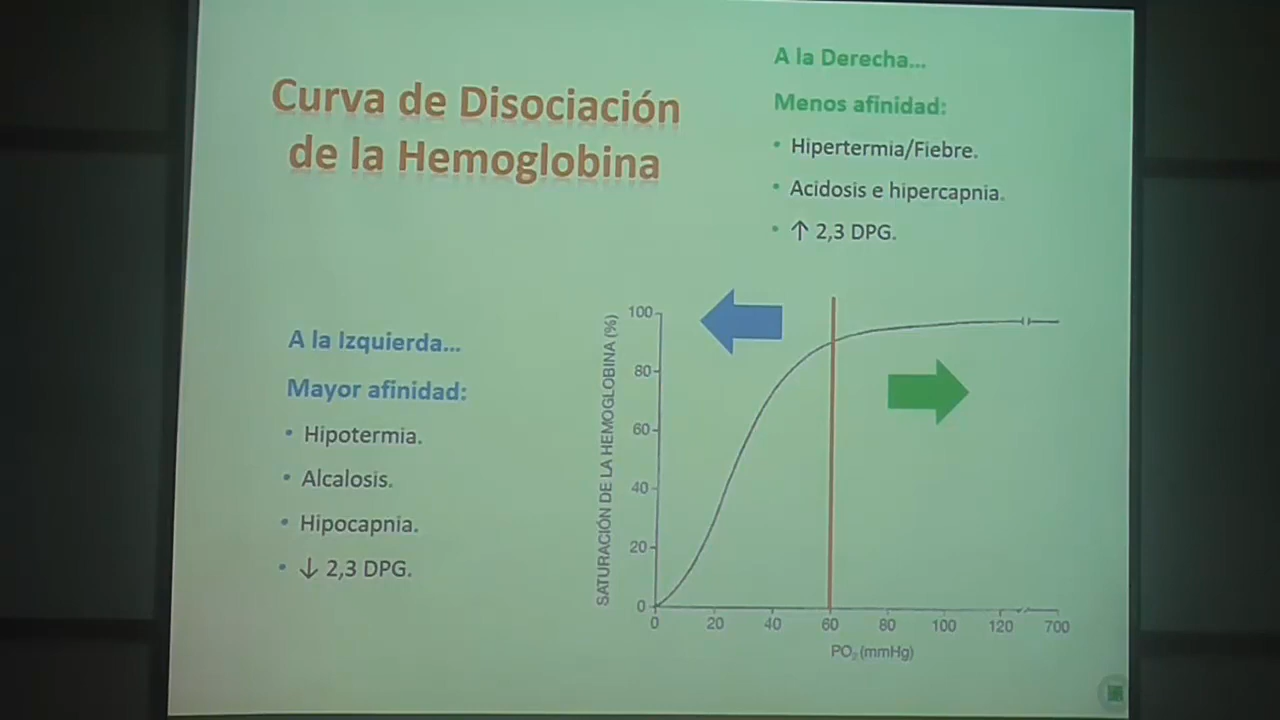 Curva de Disociación
de la Hemoglobina
A la Derecha...
Menos afinidad:
• Hipertermia/Fiebre.
• Acidosis e hipercapnia.
• ↑ 2,3 DPG.
A la Izquierda...
Mayor afinidad:
• Hipotermia.
• Alcalosis.
• Hipocapnia.
• ↓ 2,3 DPG.
SATURACIÓN DE LA HEMOGLOBINA (%)
100
80
60
40
20
0
0 20 40 60 80 100 120 700
PO₂ (mmHg)